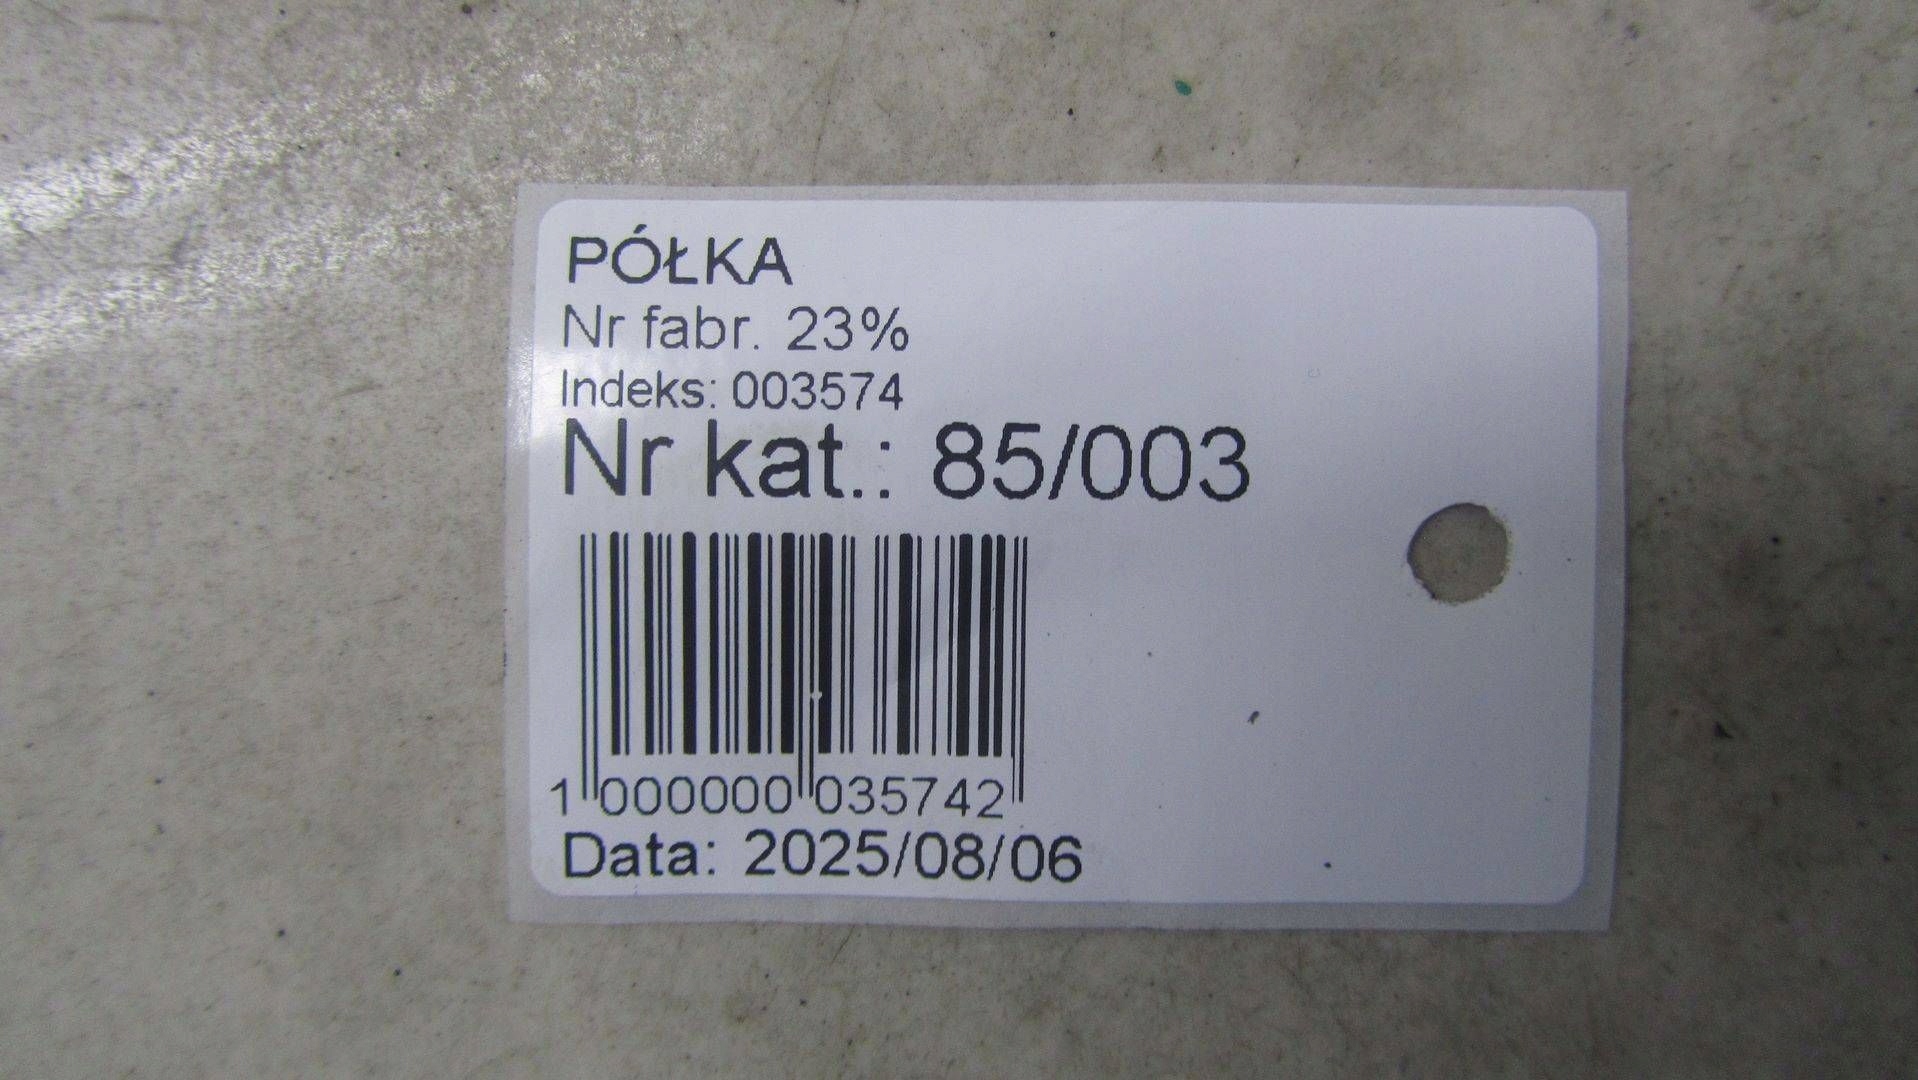 PÓŁKA
Nr fabr. 23%
Indeks: 003574
Nr kat.: 85/003
1 000000 035742
Data: 2025/08/06